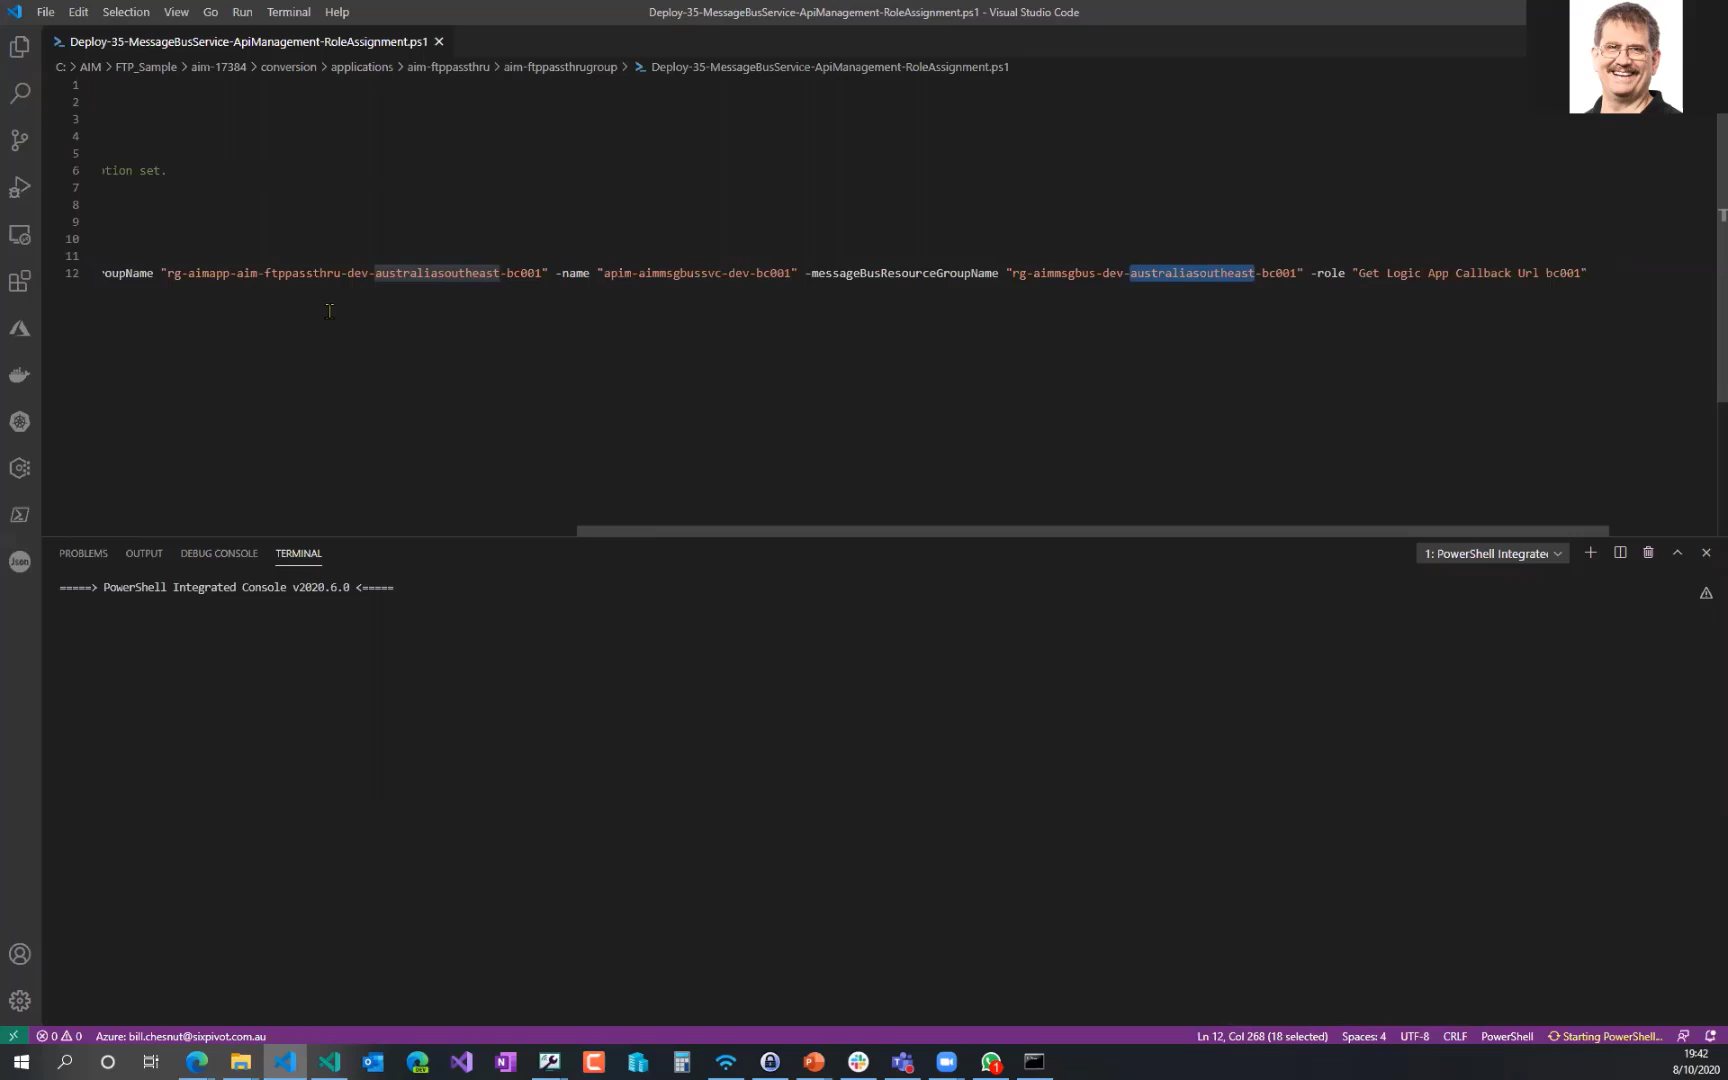 File Edit Selection View Go Run Terminal Help
Deploy-35-MessageBusService-ApiManagement-RoleAssignment.ps1 - Visual Studio Code
Deploy-35-MessageBusService-ApiManagement-RoleAssignment.ps1
C: > AIM > FTP_Sample > aim-17384 > conversion > applications > aim-ftppassthru > aim-ftppassthrugroup > Deploy-35-MessageBusService-ApiManagement-RoleAssignment.ps1
1
2
3
4
5
6 tion set.
7
8
9
10
11
12 oupName "rg-aimapp-aim-ftppassthru-dev-australiasoutheast-bc001" -name "apim-aimmsgbussvc-dev-bc001" -messageBusResourceGroupName "rg-aimmsgbus-dev-australiasoutheast-bc001" -role "Get Logic App Callback Url bc001"
PROBLEMS OUTPUT DEBUG CONSOLE TERMINAL
1: PowerShell Integrate
=====> PowerShell Integrated Console v2020.6.0 <=====
Json
0 0 Azure: bill.chesnut@sixpivot.com.au
Ln 12, Col 268 (18 selected) Spaces: 4 UTF-8 CRLF PowerShell Starting PowerShell...
DEV
1
19:42
8/10/2020